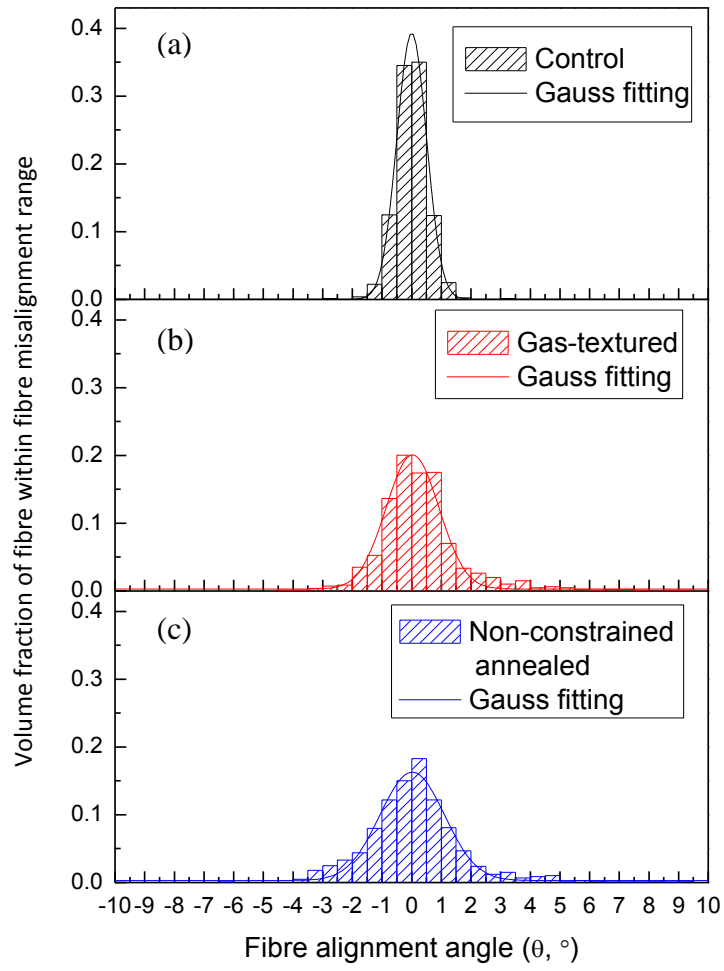 (a)
Control
Gauss fitting
0.4
0.3
0.2
0.1
0.0
(b)
Gas-textured
Gauss fitting
0.4
0.3
0.2
0.1
0.0
(c)
Non-constrained
annealed
Gauss fitting
0.4
0.3
0.2
0.1
0.0
Volume fraction of fibre within fibre misalignment range
-10 -9 -8 -7 -6 -5 -4 -3 -2 -1 0 1 2 3 4 5 6 7 8 9 10
Fibre alignment angle (θ, °)